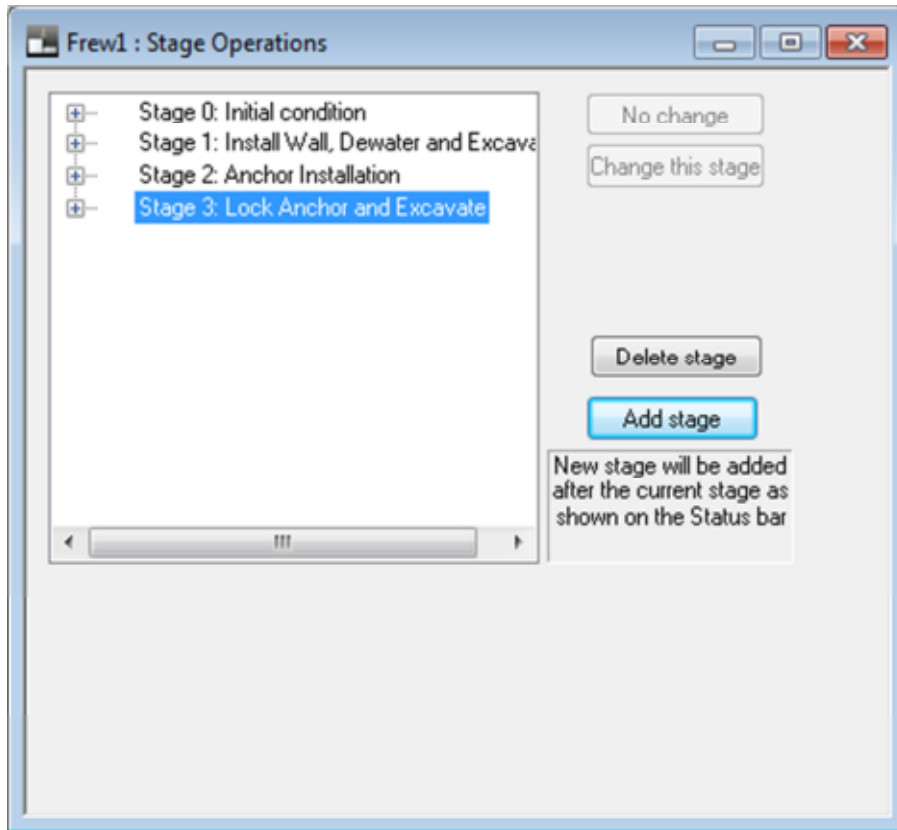 Frew1 : Stage Operations
Stage 0: Initial condition
Stage 1: Install Wall, Dewater and Excava
Stage 2: Anchor Installation
Stage 3: Lock Anchor and Excavate
No change
Change this stage
Delete stage
Add stage
New stage will be added
after the current stage as
shown on the Status bar